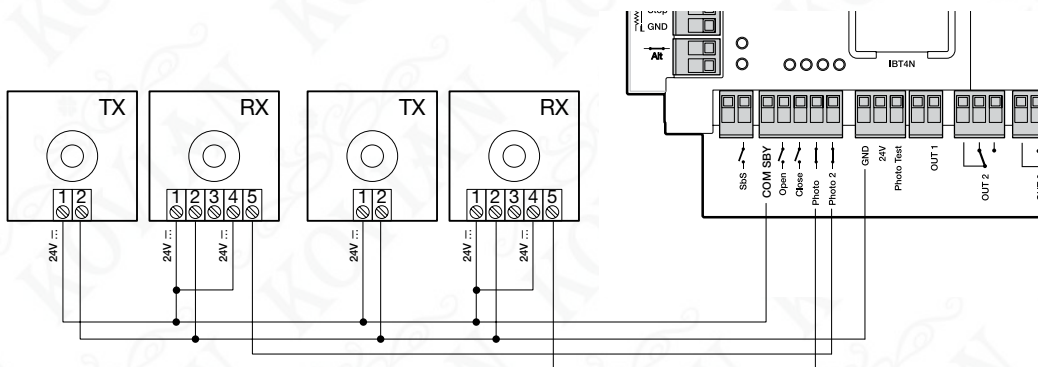 Stop
GND
Alt
IBT4N
TX
RX
TX
RX
1 2
1 2 3 4 5
1 2
1 2 3 4 5
24V
24V
24V
24V
24V
24V
SbS
COM SBY
Open
Close
Photo
Photo 2
GND
24V
Photo Test
OUT 1
OUT 2